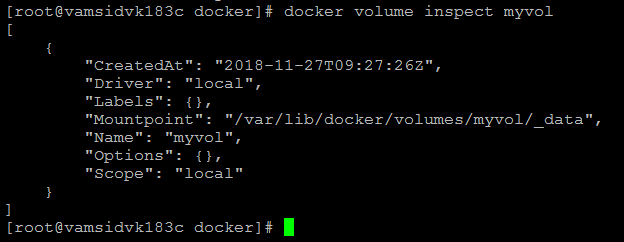 [root@vamsidvk183c docker]# docker volume inspect myvol
[
    {
        "CreatedAt": "2018-11-27T09:27:26Z",
        "Driver": "local",
        "Labels": {},
        "Mountpoint": "/var/lib/docker/volumes/myvol/_data",
        "Name": "myvol",
        "Options": {},
        "Scope": "local"
    }
]
[root@vamsidvk183c docker]#